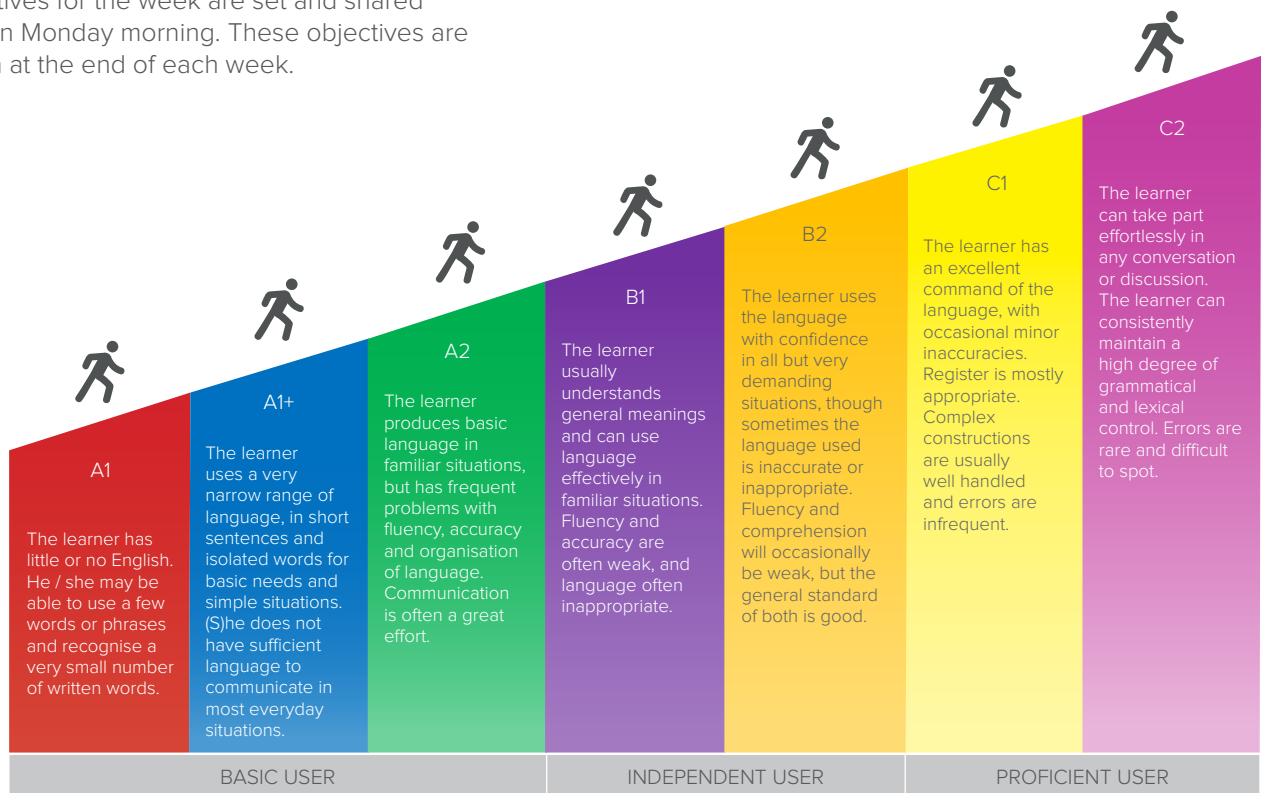 tives for the week are set and shared
n Monday morning. These objectives are
at the end of each week.
A1
The learner has
little or no English.
He / she may be
able to use a few
words or phrases
and recognise a
very small number
of written words.
A1+
The learner
uses a very
narrow range of
language, in short
sentences and
isolated words for
basic needs and
simple situations.
(S)he does not
have sufficient
language to
communicate in
most everyday
situations.
A2
The learner
produces basic
language in
familiar situations,
but has frequent
problems with
fluency, accuracy
and organisation
of language.
Communication
is often a great
effort.
B1
The learner
usually
understands
general meanings
and can use
language
effectively in
familiar situations.
Fluency and
accuracy are
often weak, and
language often
inappropriate.
B2
The learner uses
the language
with confidence
in all but very
demanding
situations, though
sometimes the
language used
is inaccurate or
inappropriate.
Fluency and
comprehension
will occasionally
be weak, but the
general standard
of both is good.
C1
The learner has
an excellent
command of the
language, with
occasional minor
inaccuracies.
Register is mostly
appropriate.
Complex
constructions
are usually
well handled
and errors are
infrequent.
C2
The learner
can take part
effortlessly in
any conversation
or discussion.
The learner can
consistently
maintain a
high degree of
grammatical
and lexical
control. Errors are
rare and difficult
to spot.
BASIC USER
INDEPENDENT USER
PROFICIENT USER